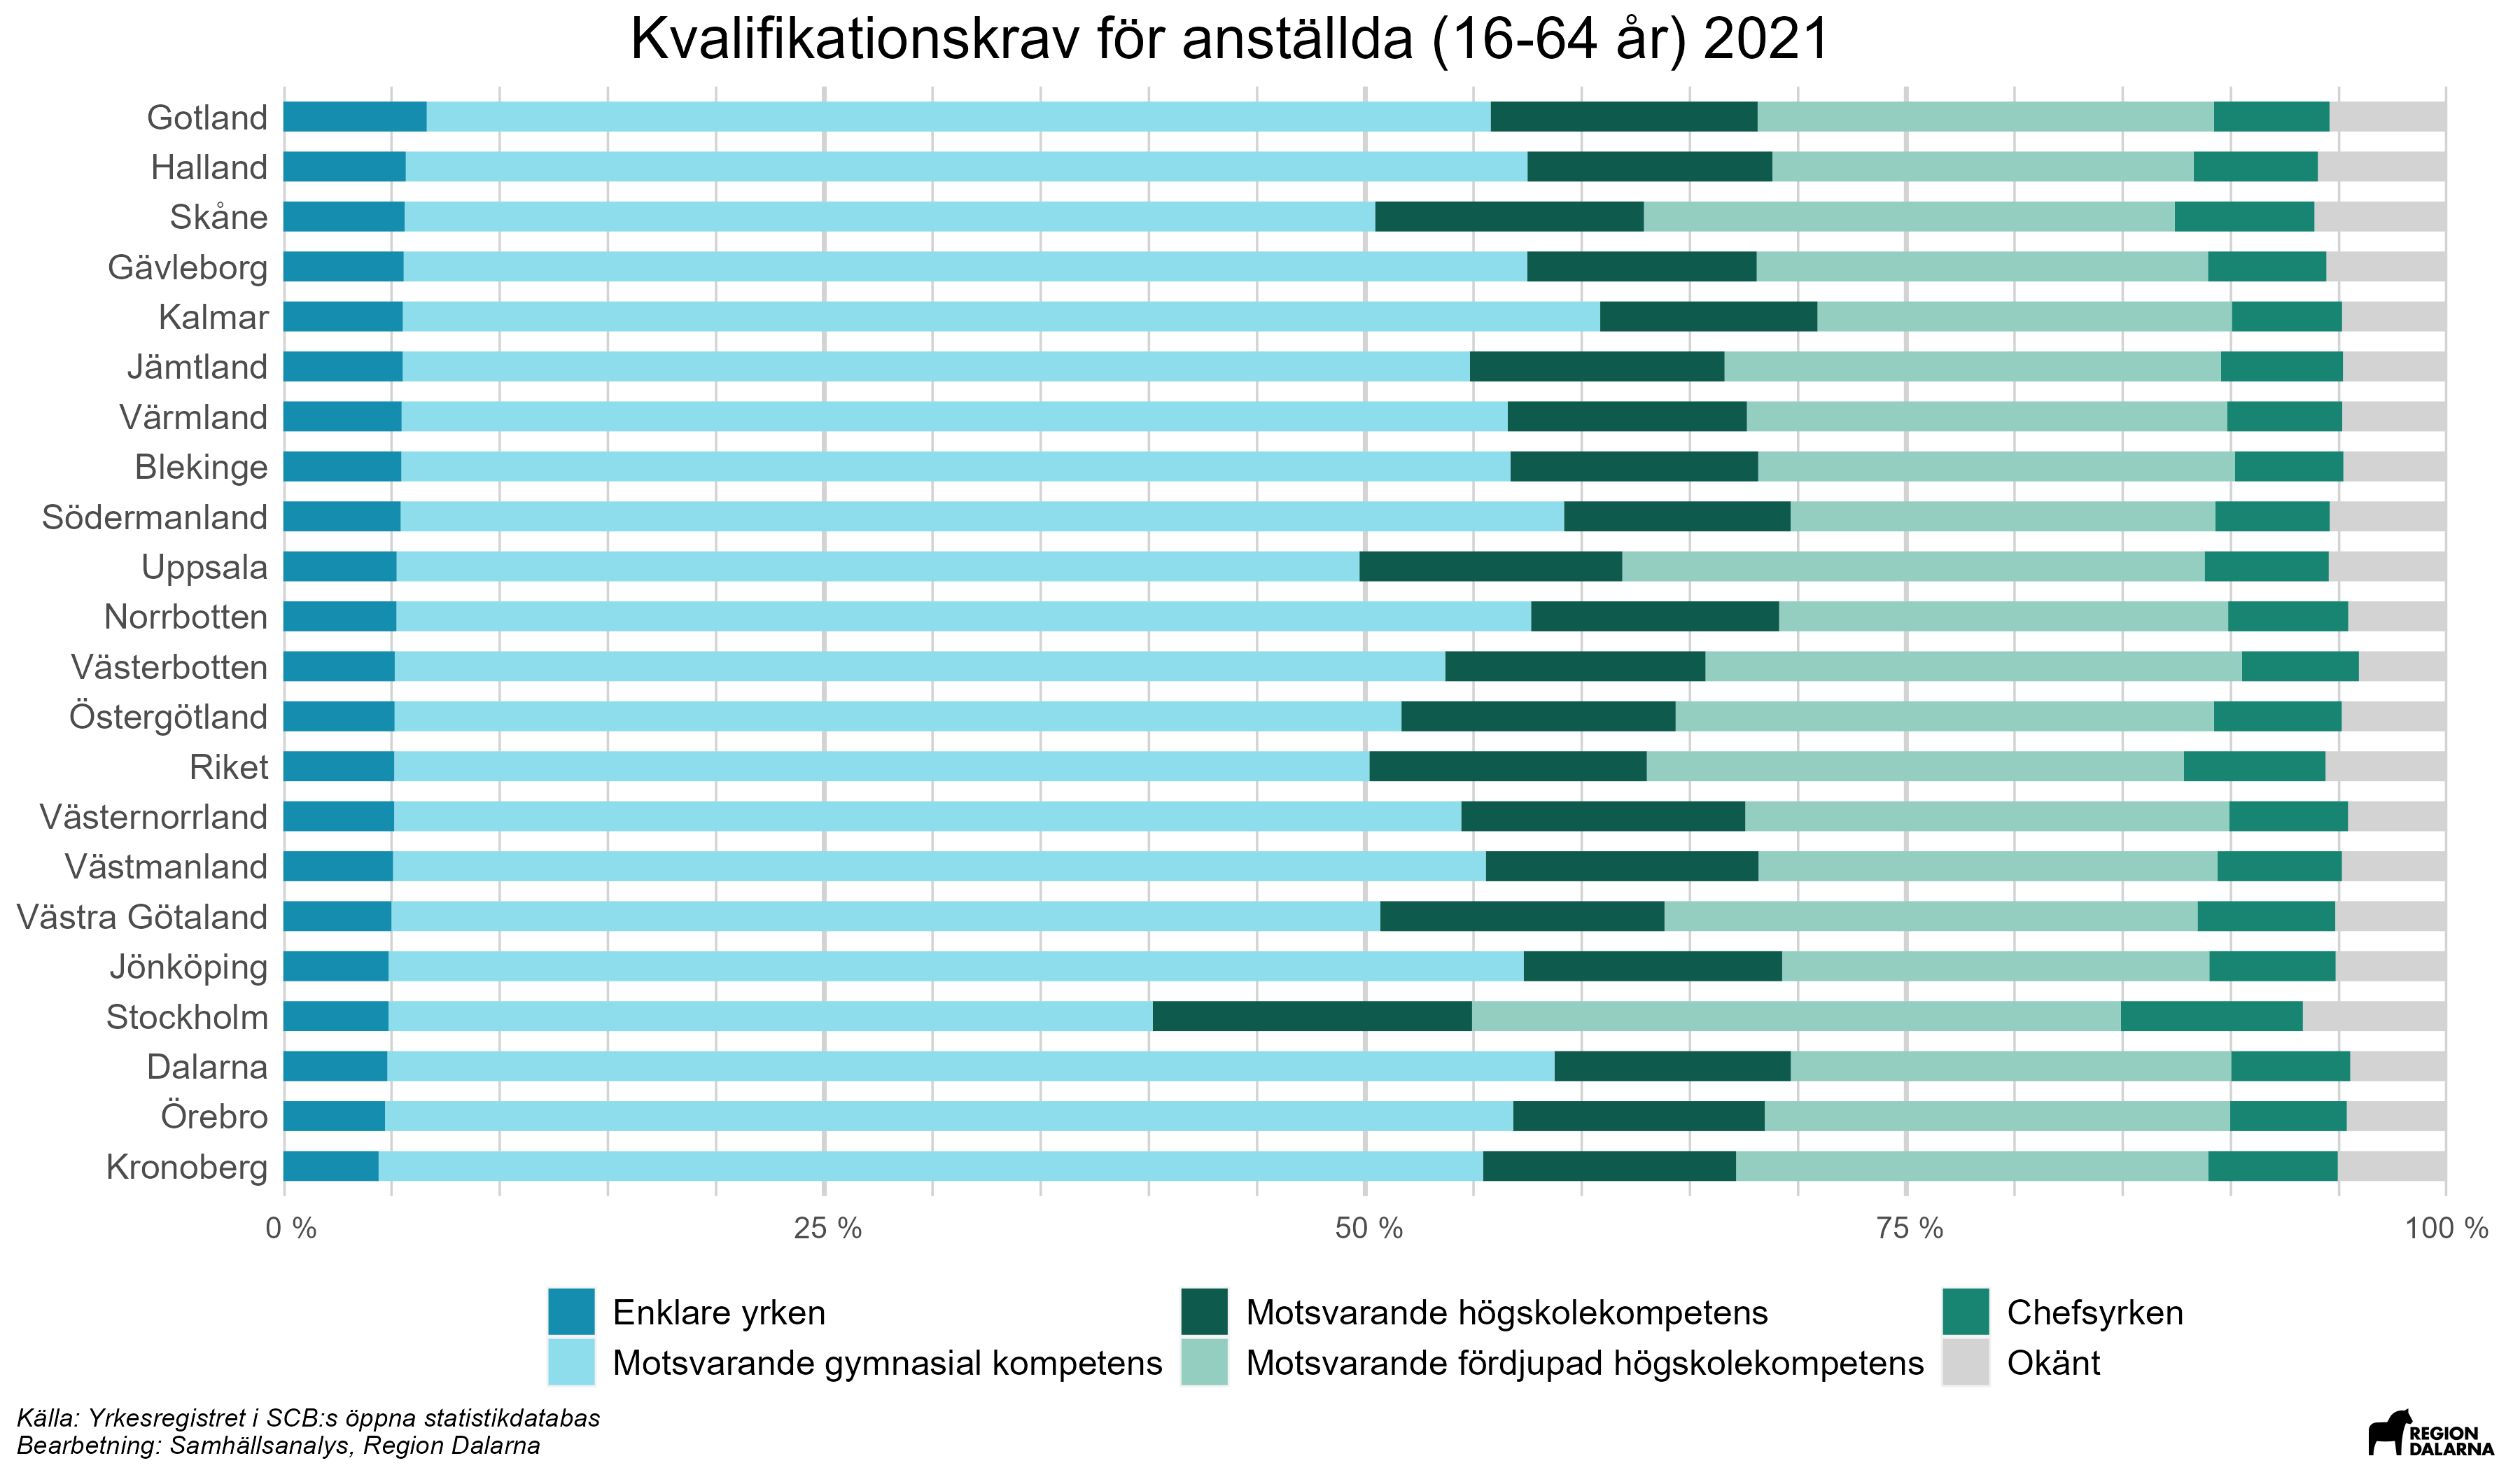 Kvalifikationskrav för anställda (16-64 år) 2021
Gotland
Halland
Skåne
Gävleborg
Kalmar
Jämtland
Värmland
Blekinge
Södermanland
Uppsala
Norrbotten
Västerbotten
Östergötland
Riket
Västernorrland
Västmanland
Västra Götaland
Jönköping
Stockholm
Dalarna
Örebro
Kronoberg
0 % 25 % 50 % 75 % 100 %
Enklare yrken Motsvarande högskolekompetens Chefsyrken
Motsvarande gymnasial kompetens Motsvarande fördjupad högskolekompetens Okänt
Källa: Yrkesregistret i SCB:s öppna statistikdatabas
Bearbetning: Samhällsanalys, Region Dalarna
REGION
DALARNA